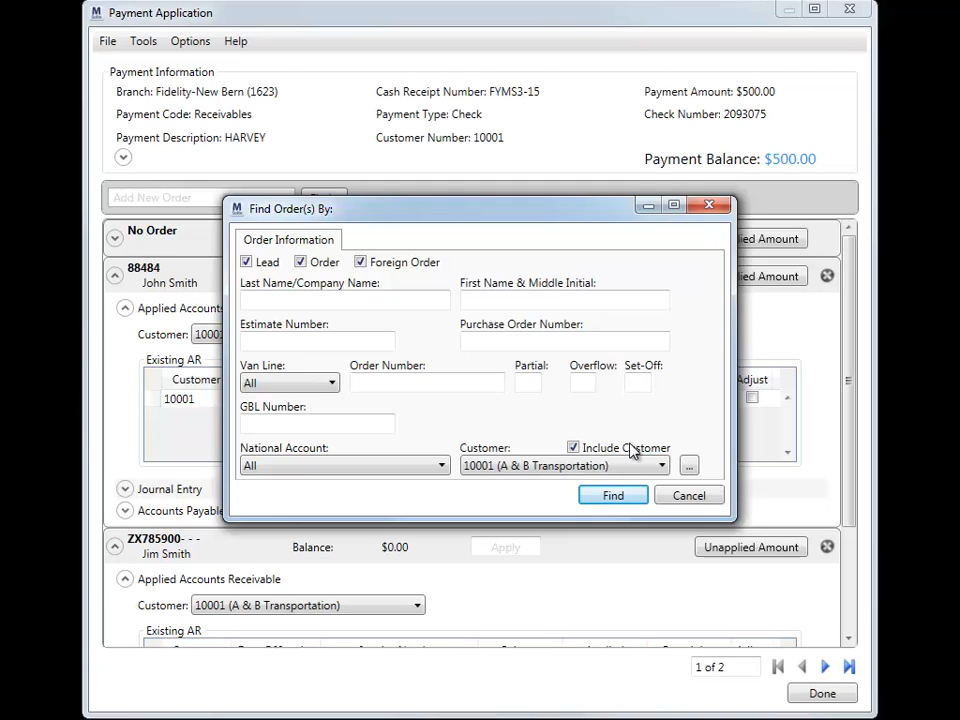 Payment Application
File Tools Options Help
Payment Information
Branch: Fidelity-New Bern (1623) Cash Receipt Number: FYMS3-15 Payment Amount: $500.00
Payment Code: Receivables Payment Type: Check Check Number: 2093075
Payment Description: HARVEY Customer Number: 10001
Payment Balance: $500.00
Add New Order
Find Order(s) By:
No Order
Order Information
88484
Lead Order Foreign Order
John Smith
Last Name/Company Name: First Name & Middle Initial:
Estimate Number: Purchase Order Number:
Customer:
Existing AR
Van Line: Order Number: Partial: Overflow: Set-Off:
Customer Adjust
All
10001
GBL Number:
National Account: Customer: Include Customer
All 10001 (A & B Transportation) ...
Journal Entry
Find Cancel
Accounts Payable
ZX785900- - -
Jim Smith Balance: $0.00 Apply Unapplied Amount
Applied Accounts Receivable
Customer: 10001 (A & B Transportation)
Existing AR
1 of 2
Done